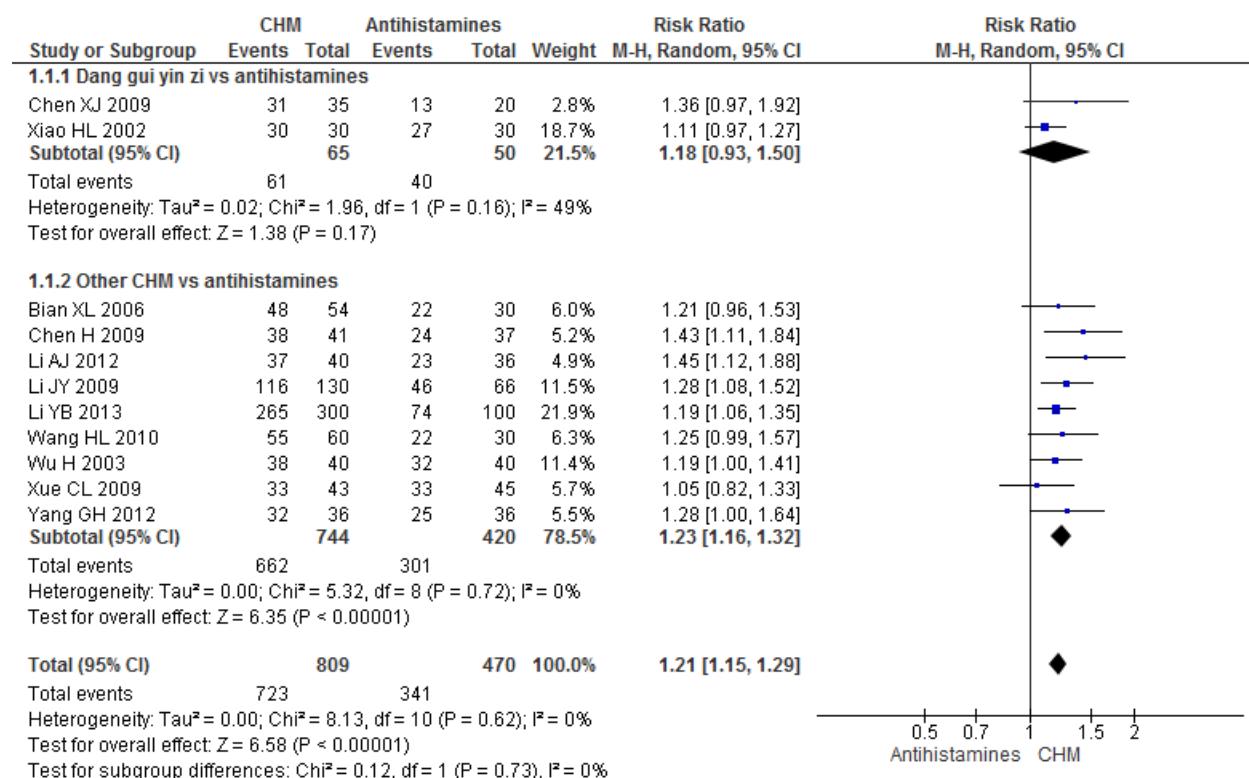 CHM Antihistamines Risk Ratio Risk Ratio
Study or Subgroup Events Total Events Total Weight M-H, Random, 95% CI M-H, Random, 95% CI
1.1.1 Dang gui yin zi vs antihistamines
Chen XJ 2009 31 35 13 20 2.8% 1.36 [0.97, 1.92]
Xiao HL 2002 30 30 27 30 18.7% 1.11 [0.97, 1.27]
Subtotal (95% CI) 65 50 21.5% 1.18 [0.93, 1.50]
Total events 61 40
Heterogeneity: Tau² = 0.02; Chi² = 1.96, df = 1 (P = 0.16); I² = 49%
Test for overall effect: Z = 1.38 (P = 0.17)
1.1.2 Other CHM vs antihistamines
Bian XL 2006 48 54 22 30 6.0% 1.21 [0.96, 1.53]
Chen H 2009 38 41 24 37 5.2% 1.43 [1.11, 1.84]
Li AJ 2012 37 40 23 36 4.9% 1.45 [1.12, 1.88]
Li JY 2009 116 130 46 66 11.5% 1.28 [1.08, 1.52]
Li YB 2013 265 300 74 100 21.9% 1.19 [1.06, 1.35]
Wang HL 2010 55 60 22 30 6.3% 1.25 [0.99, 1.57]
Wu H 2003 38 40 32 40 11.4% 1.19 [1.00, 1.41]
Xue CL 2009 33 43 33 45 5.7% 1.05 [0.82, 1.33]
Yang GH 2012 32 36 25 36 5.5% 1.28 [1.00, 1.64]
Subtotal (95% CI) 744 420 78.5% 1.23 [1.16, 1.32]
Total events 662 301
Heterogeneity: Tau² = 0.00; Chi² = 5.32, df = 8 (P = 0.72); I² = 0%
Test for overall effect: Z = 6.35 (P < 0.00001)
Total (95% CI) 809 470 100.0% 1.21 [1.15, 1.29]
Total events 723 341
Heterogeneity: Tau² = 0.00; Chi² = 8.13, df = 10 (P = 0.62); I² = 0%
Test for overall effect: Z = 6.58 (P < 0.00001)
Test for subgroup differences: Chi² = 0.12, df = 1 (P = 0.73), I² = 0%
0.5 0.7 1 1.5 2
Antihistamines CHM